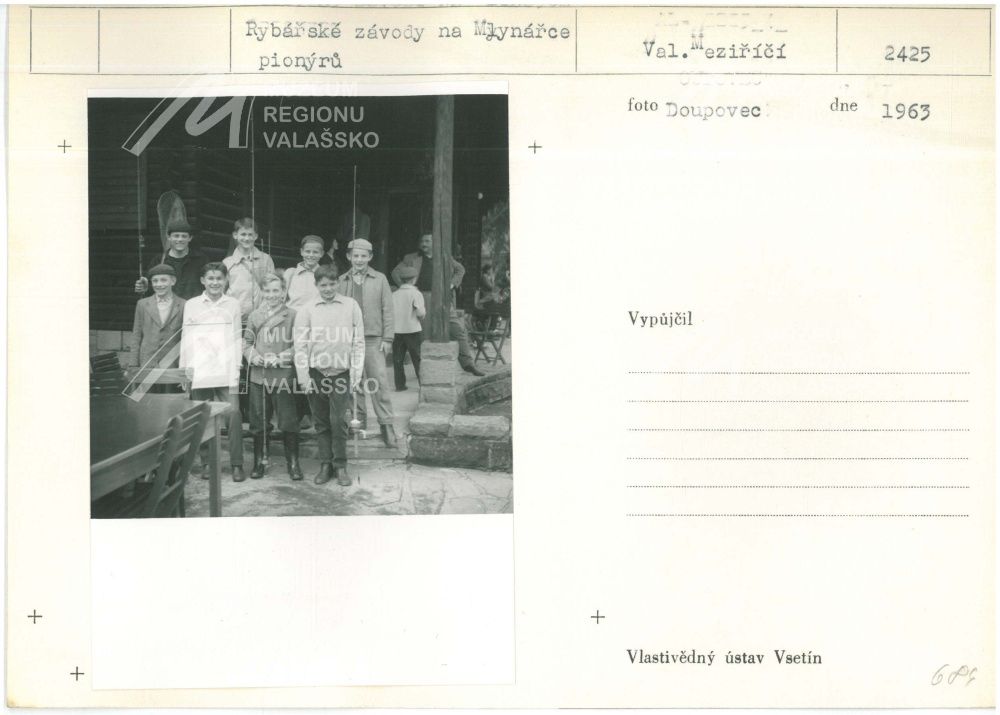 Rybářské závody na Mlynářce
pionýrů
Val.Meziříčí
2425
foto Doupovec
dne 1963
MUZEUM
REGIONU
VALAŠSKO
MUZEUM
REGIONU
VALAŠSKO
Vypůjčil
Vlastivědný ústav Vsetín